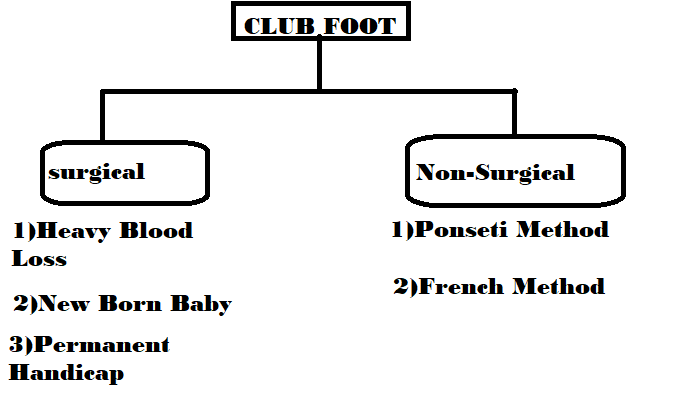 CLUB FOOT
surgical
1)Heavy Blood
Loss
2)New Born Baby
3)Permanent
Handicap
Non-Surgical
1)Ponseti Method
2)French Method